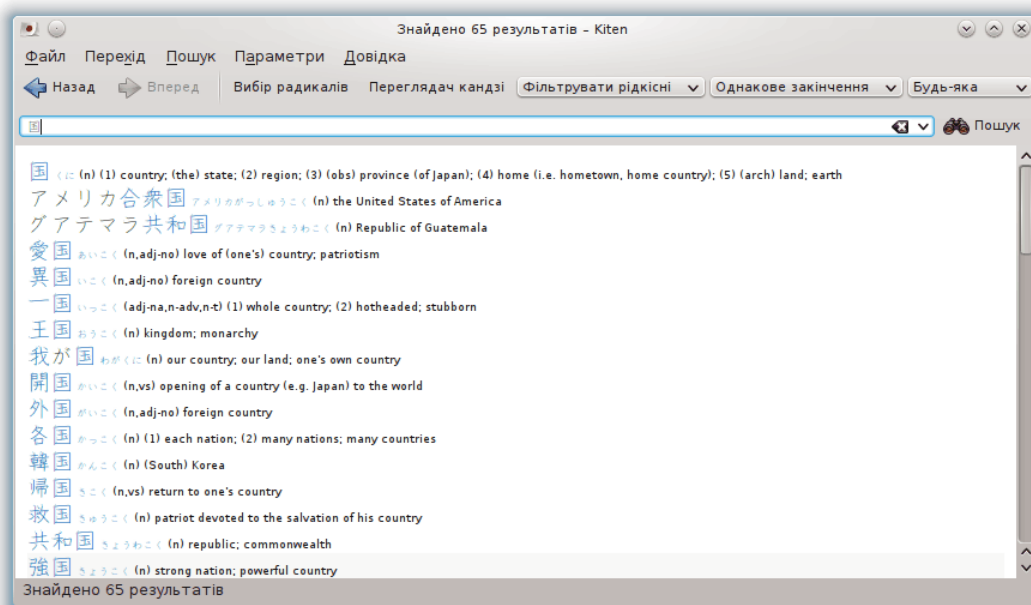 Знайдено 65 результатів – Kiten
Файл Перехід Пошук Параметри Довідка
Назад Вперед Вибір радикалів Переглядач кандзі Фільтрувати рідкісні Однакове закінчення Будь-яка
国 Пошук
国 くに (n) (1) country; (the) state; (2) region; (3) (obs) province (of Japan); (4) home (i.e. hometown, home country); (5) (arch) land; earth
アメリカ合衆国 アメリカがっしゅうこく (n) the United States of America
グアテマラ共和国 グアテマラきょうわこく (n) Republic of Guatemala
愛国 あいこく (n,adj-no) love of (one's) country; patriotism
異国 いこく (n,adj-no) foreign country
一国 いっこく (adj-na,n-adv,n-t) (1) whole country; (2) hotheaded; stubborn
王国 おうこく (n) kingdom; monarchy
我が国 わがくに (n) our country; our land; one's own country
開国 かいこく (n,vs) opening of a country (e.g. Japan) to the world
外国 がいこく (n,adj-no) foreign country
各国 かっこく (n) (1) each nation; (2) many nations; many countries
韓国 かんこく (n) (South) Korea
帰国 きこく (n,vs) return to one's country
救国 きゅうこく (n) patriot devoted to the salvation of his country
共和国 きょうわこく (n) republic; commonwealth
強国 きょうこく (n) strong nation; powerful country
Знайдено 65 результатів